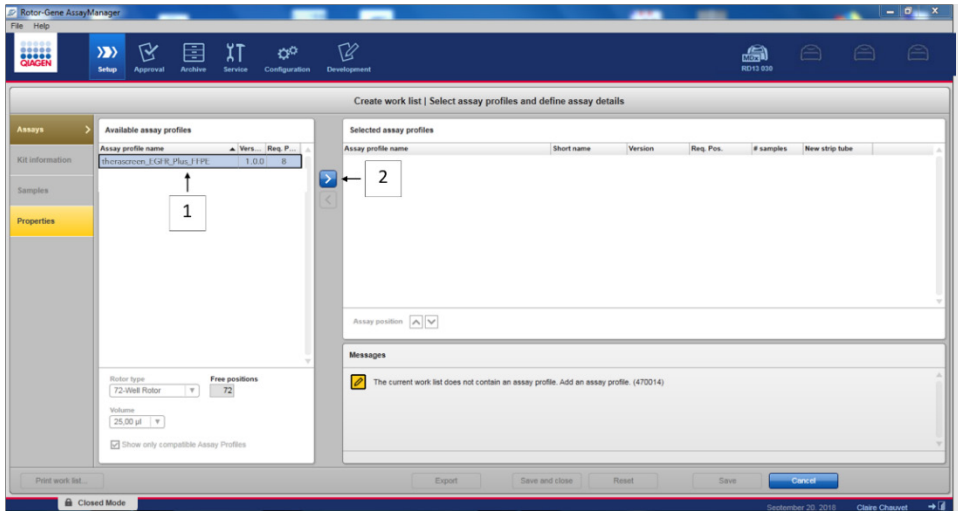 Rotor-Gene AssayManager
File Help
QIAGEN
Setup Approval Archive Service Configuration Development
MDx
RD13 030
Create work list | Select assay profiles and define assay details
Assays
Kit information
Samples
Properties
Available assay profiles
Assay profile name Vers... Req. P...
therascreen_EGFR_Plus_FFPE 1.0.0 8
1
2
Selected assay profiles
Assay profile name Short name Version Req. Pos. # samples New strip tube
Assay position
Rotor type Free positions
72-Well Rotor 72
Volume
25,00 µl
Show only compatible Assay Profiles
Messages
The current work list does not contain an assay profile. Add an assay profile. (470014)
Print work list... Export Save and close Reset Save Cancel
Closed Mode
September 20, 2018 Claire Chauvet